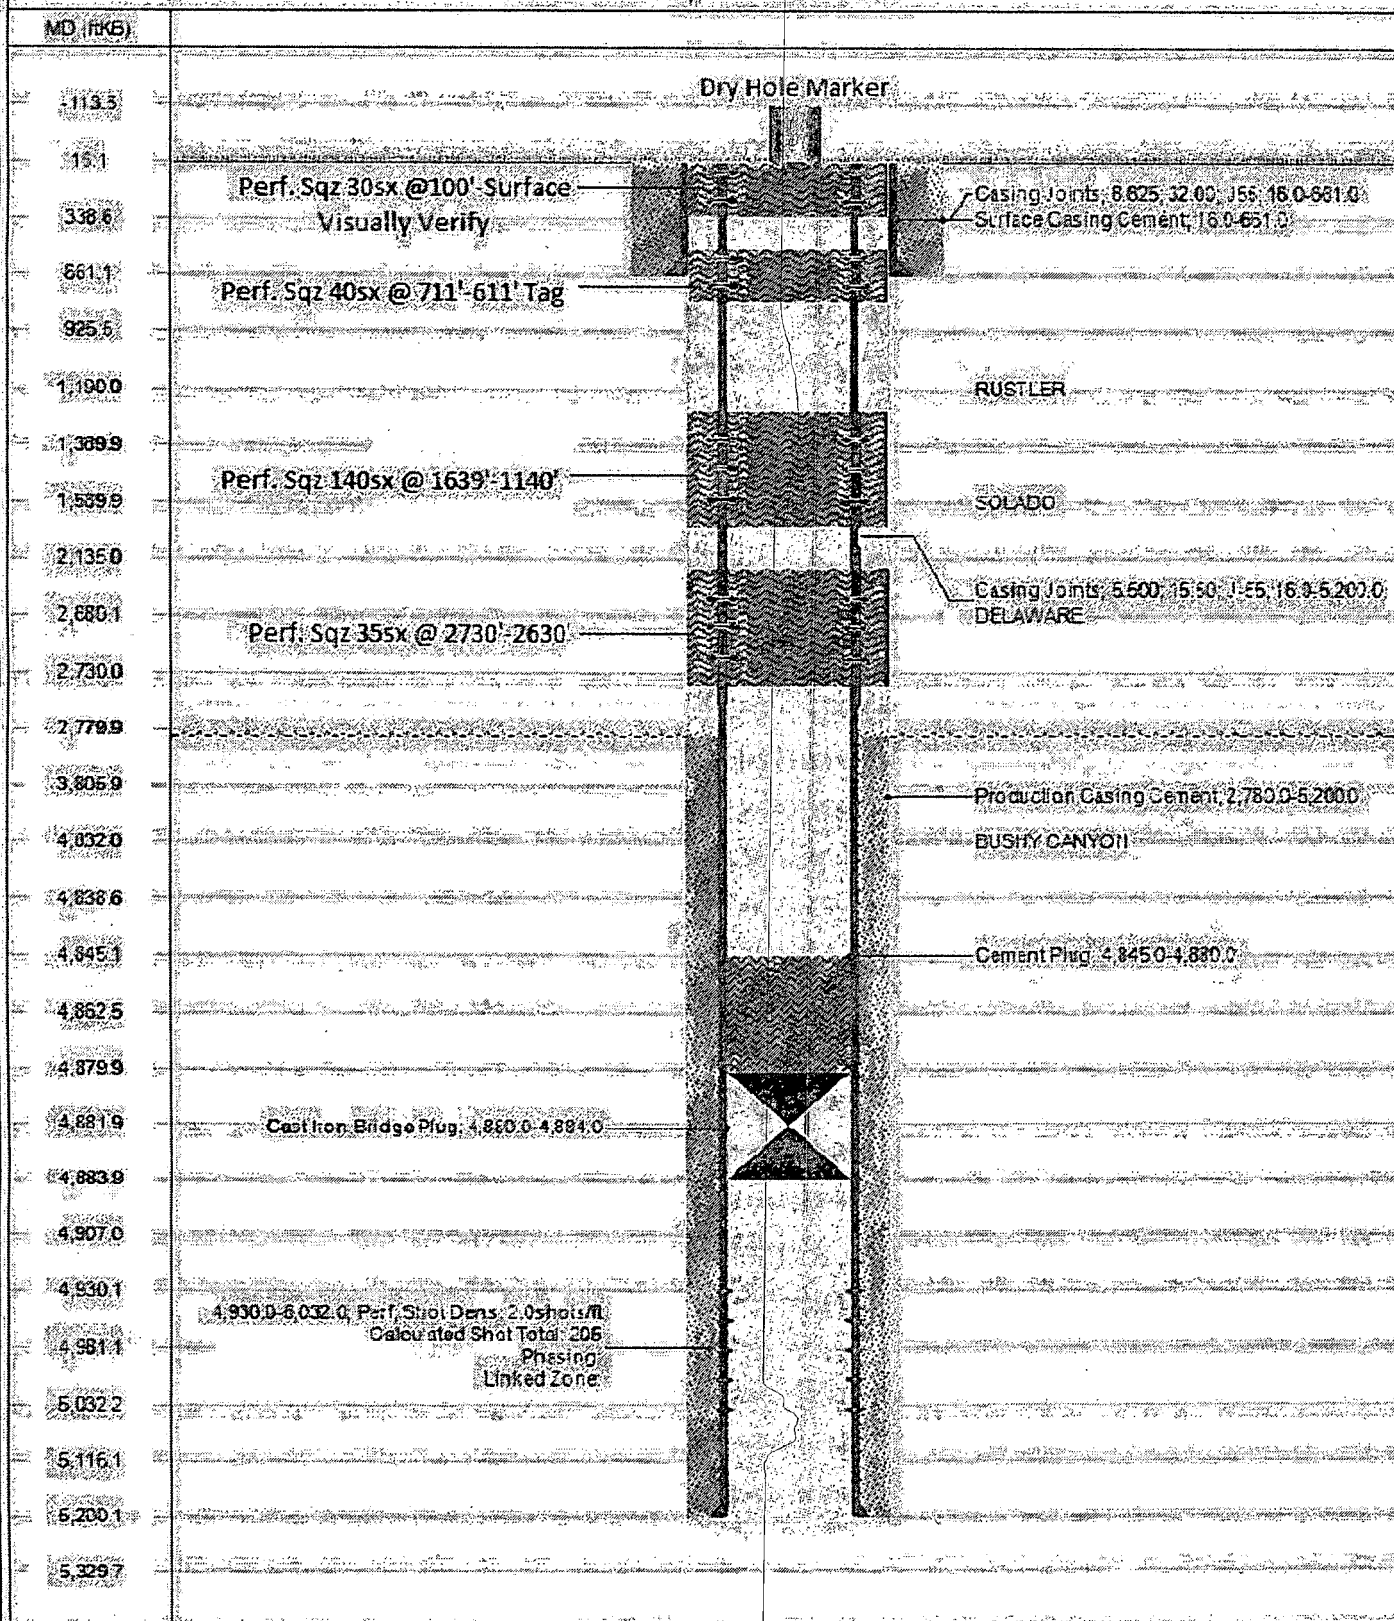 MD (ftKB)
Dry Hole Marker
-113.5
15.1
Perf. Sqz 30sx @100'-Surface
Visually Verify
Casing Joints; 8.625; 32.00; J55; 16.0-661.0
Surface Casing Cement; 16.0-661.0
338.6
661.1
Perf. Sqz 40sx @ 711'-611' Tag
925.5
1,190.0
RUSTLER
1,389.9
Perf. Sqz 140sx @ 1639'-1140'
1,589.9
SOLADO
2,135.0
Casing Joints; 5.500; 15.50; J-55; 16.0-5,200.0
DELAWARE
2,680.1
Perf. Sqz 35sx @ 2730'-2630'
2,730.0
2,779.9
3,805.9
Production Casing Cement; 2,780.0-5,200.0
4,032.0
BUSHY CANYON
4,838.6
4,845.1
Cement Plug; 4,845.0-4,880.0
4,862.5
4,879.9
4,881.9
Cast Iron Bridge Plug; 4,880.0-4,884.0
4,883.9
4,907.0
4,930.1
4,930.0-5,032.0; Perf; Shot Dens: 2.0shots/ft
Calculated Shot Total: 206
Phasing:
Linked Zone:
4,981.1
5,032.2
5,116.1
5,200.1
5,329.7